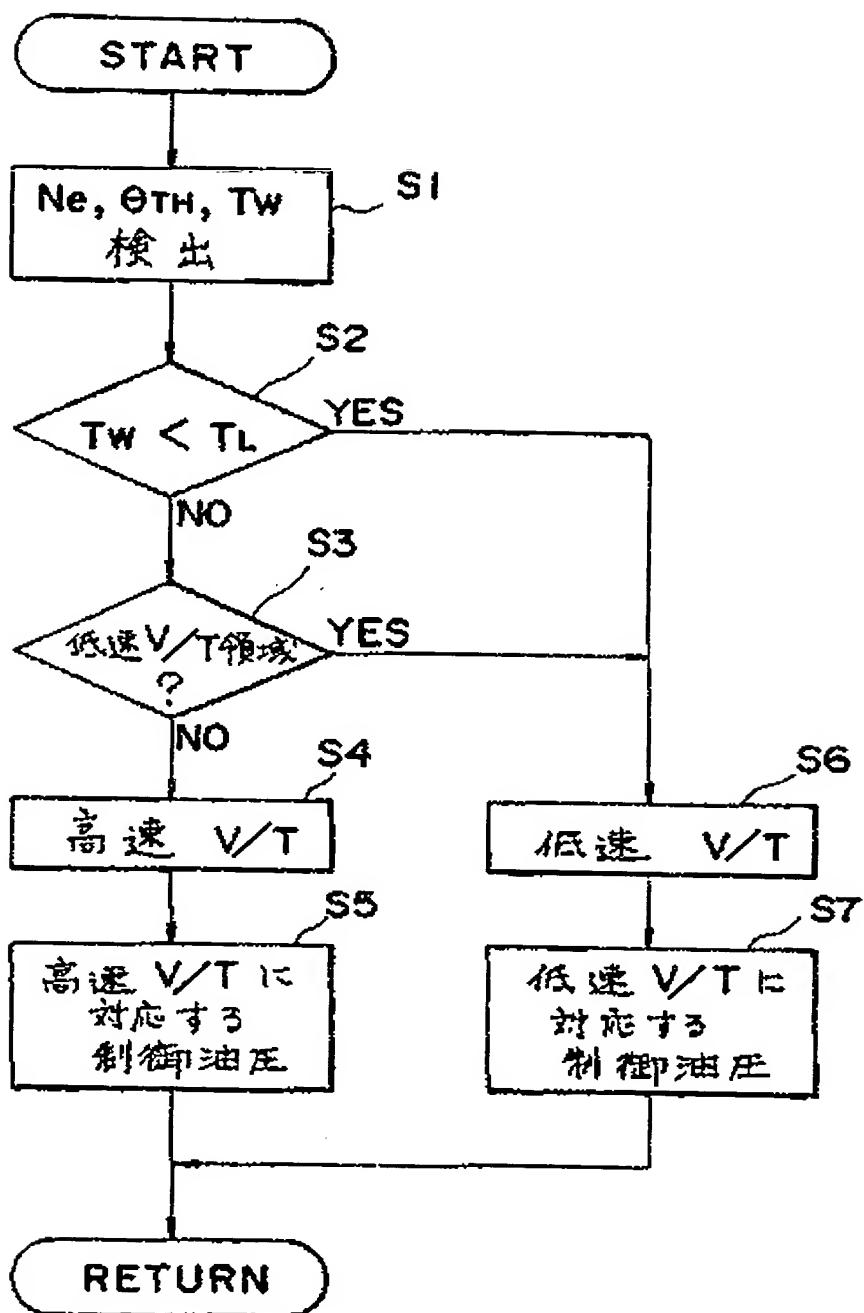 START
Ne, θTH, TW
検出
S1
S2
TW < TL
YES
NO
S3
低速V/T領域
?
YES
NO
S4
高速 V/T
S5
高速 V/Tに
対応する
制御油圧
S6
低速 V/T
S7
低速 V/Tに
対応する
制御油圧
RETURN